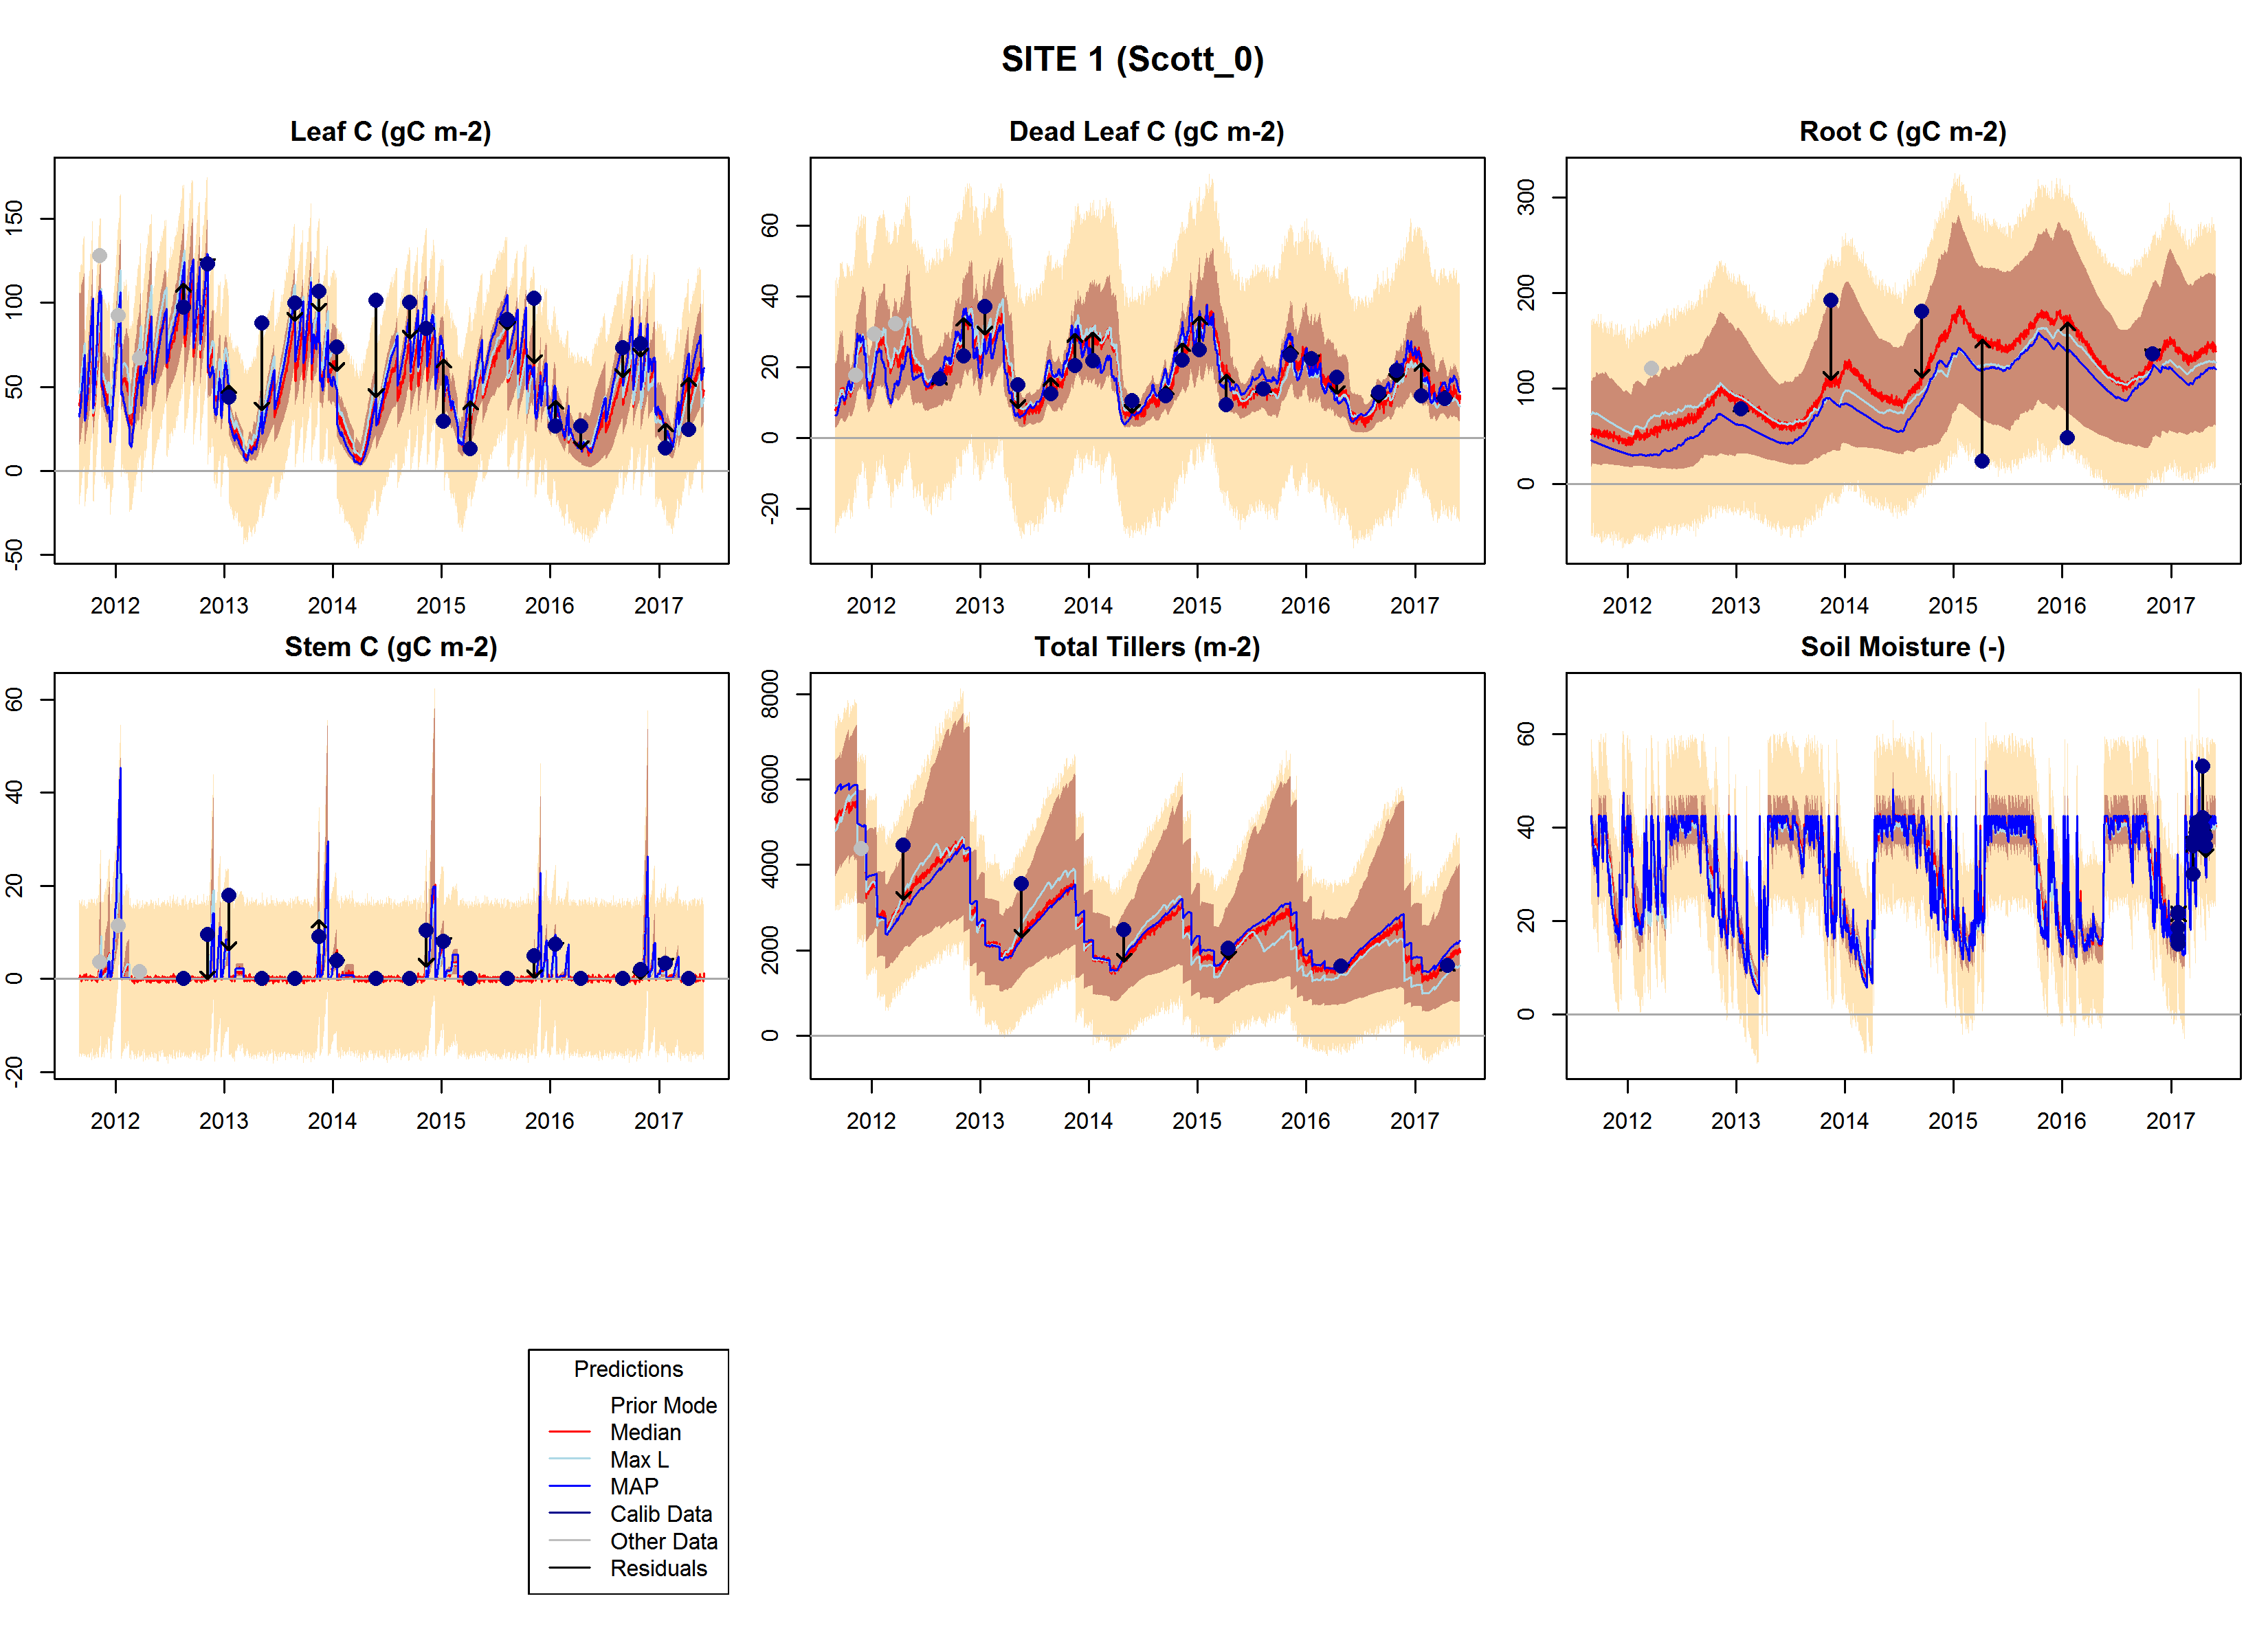 SITE 1 (Scott_0)
Leaf C (gC m-2)
Dead Leaf C (gC m-2)
Root C (gC m-2)
150
100
50
0
-50
60
40
20
0
-20
300
200
100
0
2012 2013 2014 2015 2016 2017
2012 2013 2014 2015 2016 2017
2012 2013 2014 2015 2016 2017
Stem C (gC m-2)
Total Tillers (m-2)
Soil Moisture (-)
60
40
20
0
-20
8000
6000
4000
2000
0
60
40
20
0
2012 2013 2014 2015 2016 2017
2012 2013 2014 2015 2016 2017
2012 2013 2014 2015 2016 2017
Predictions
Prior Mode
Median
Max L
MAP
Calib Data
Other Data
Residuals